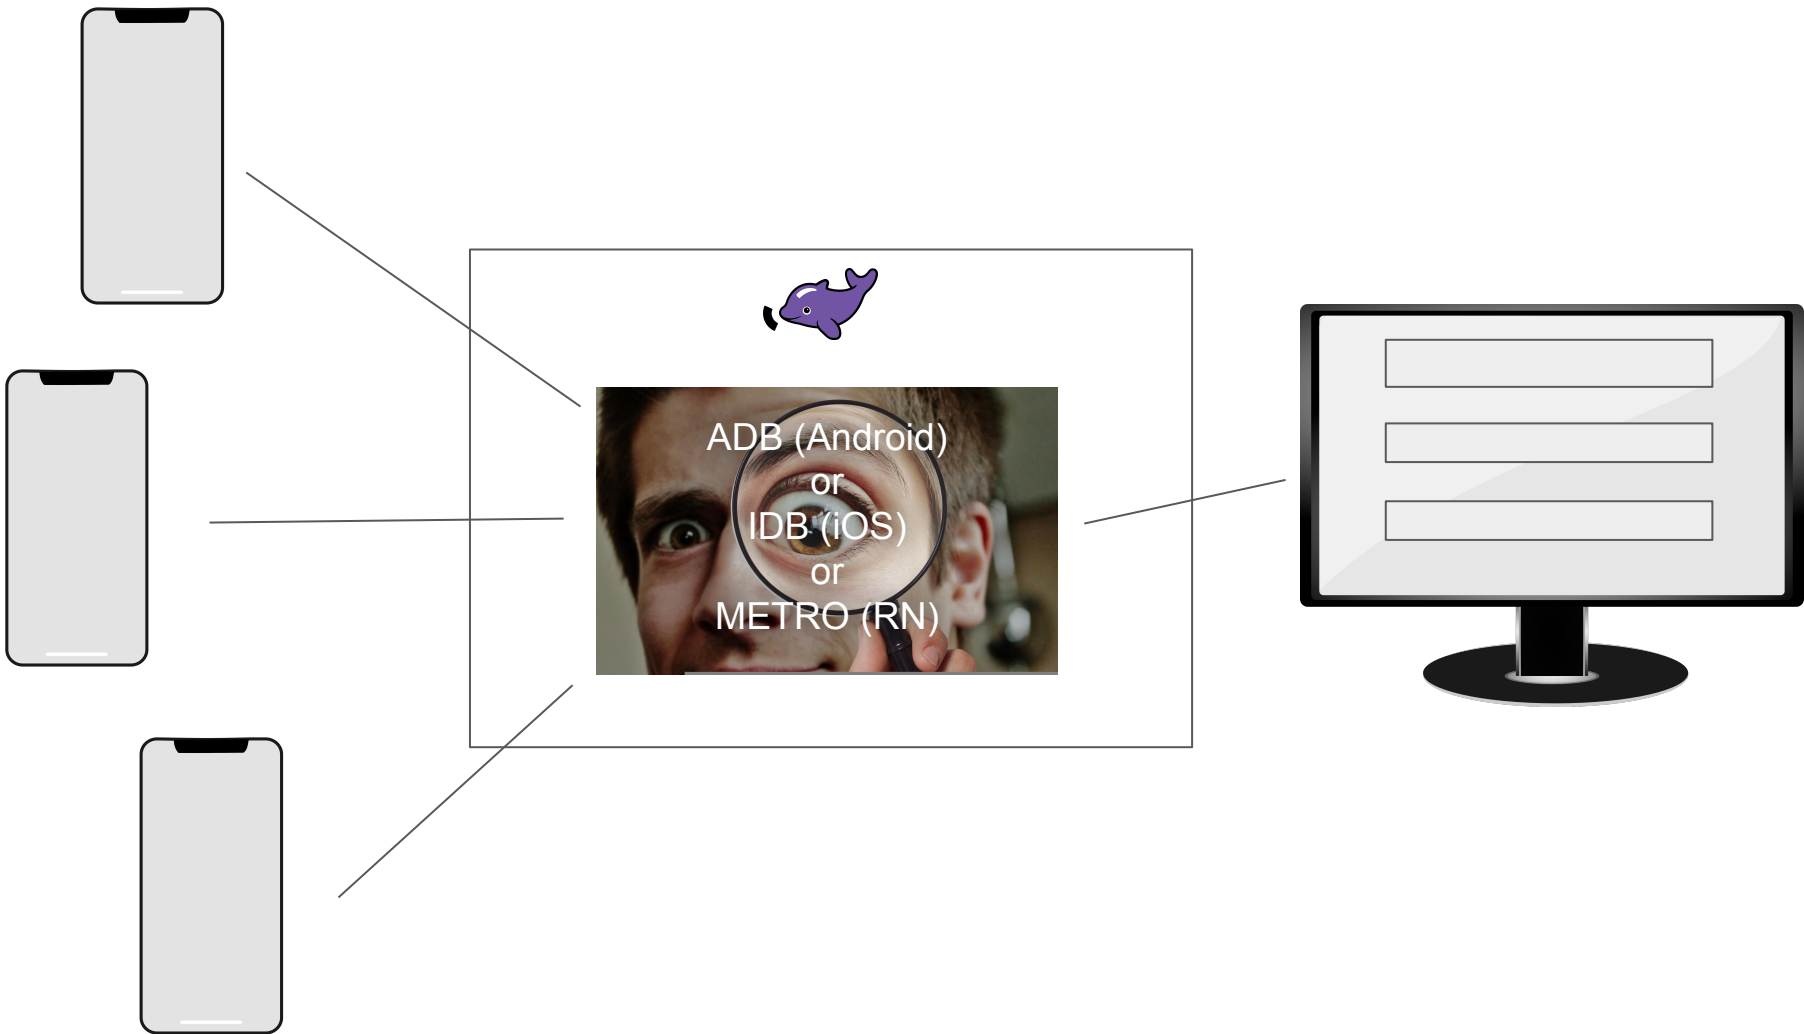 ADB (Android)
or
IDB (iOS)
or
METRO (RN)